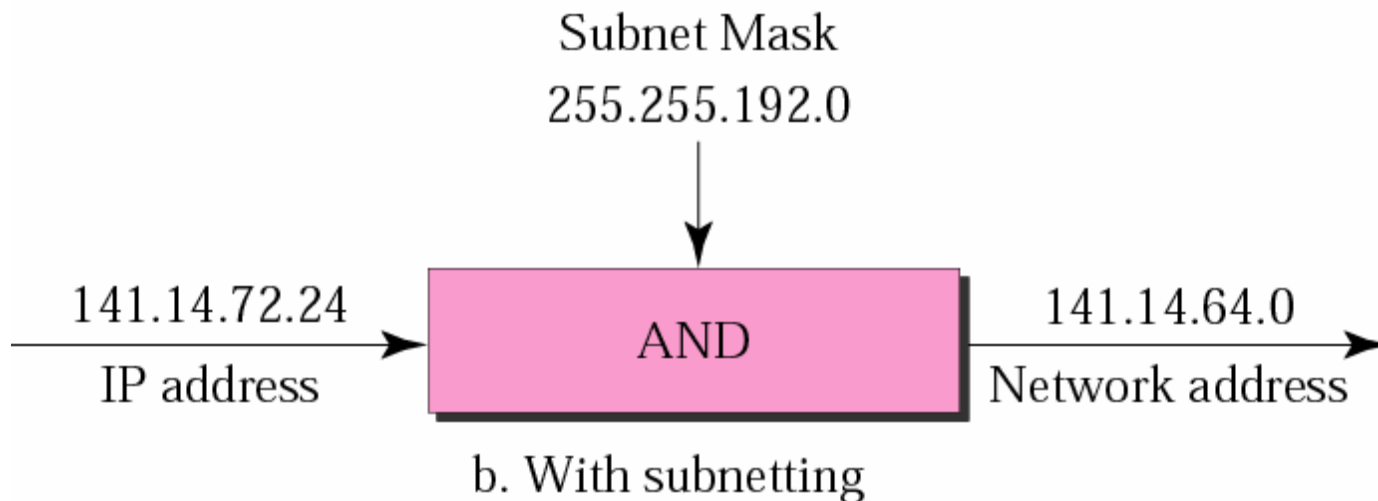 Subnet Mask
255.255.192.0
141.14.72.24
IP address
AND
141.14.64.0
Network address
b. With subnetting